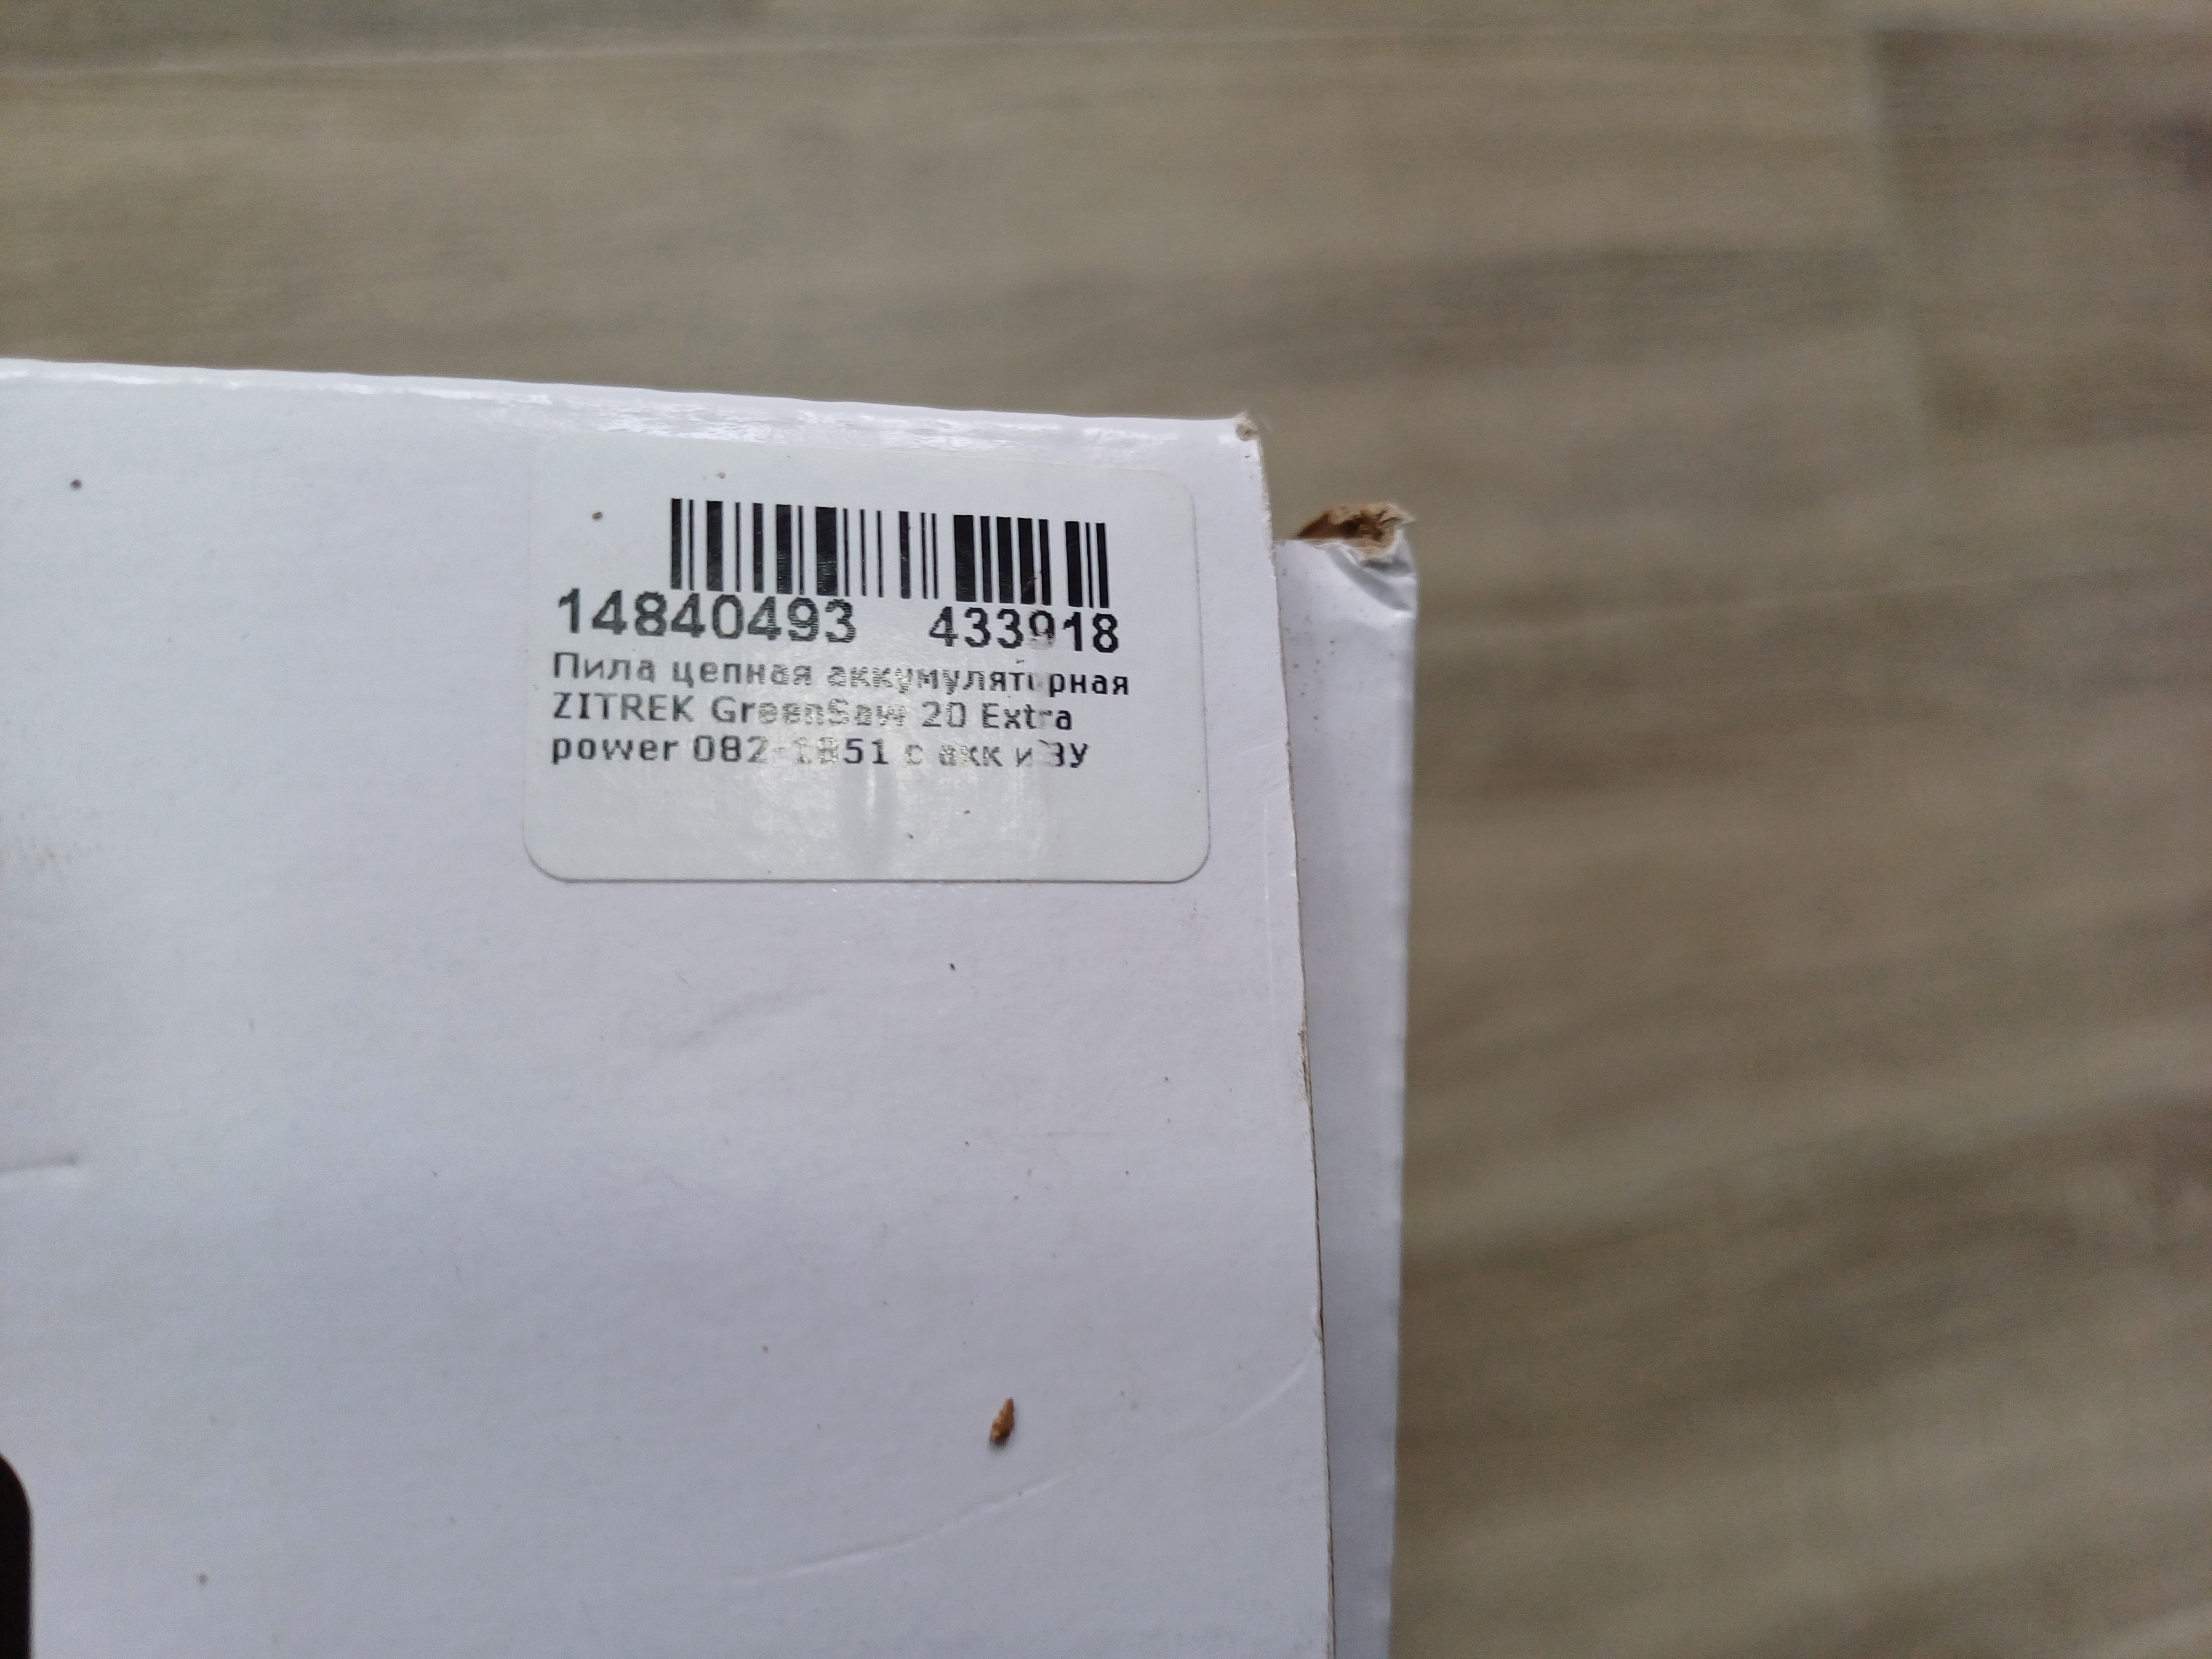 14840493 433918
Пила цепная аккумуляторная
ZITREK GreenSaw 20 Extra
power 082-1851 с акк и ЗУ